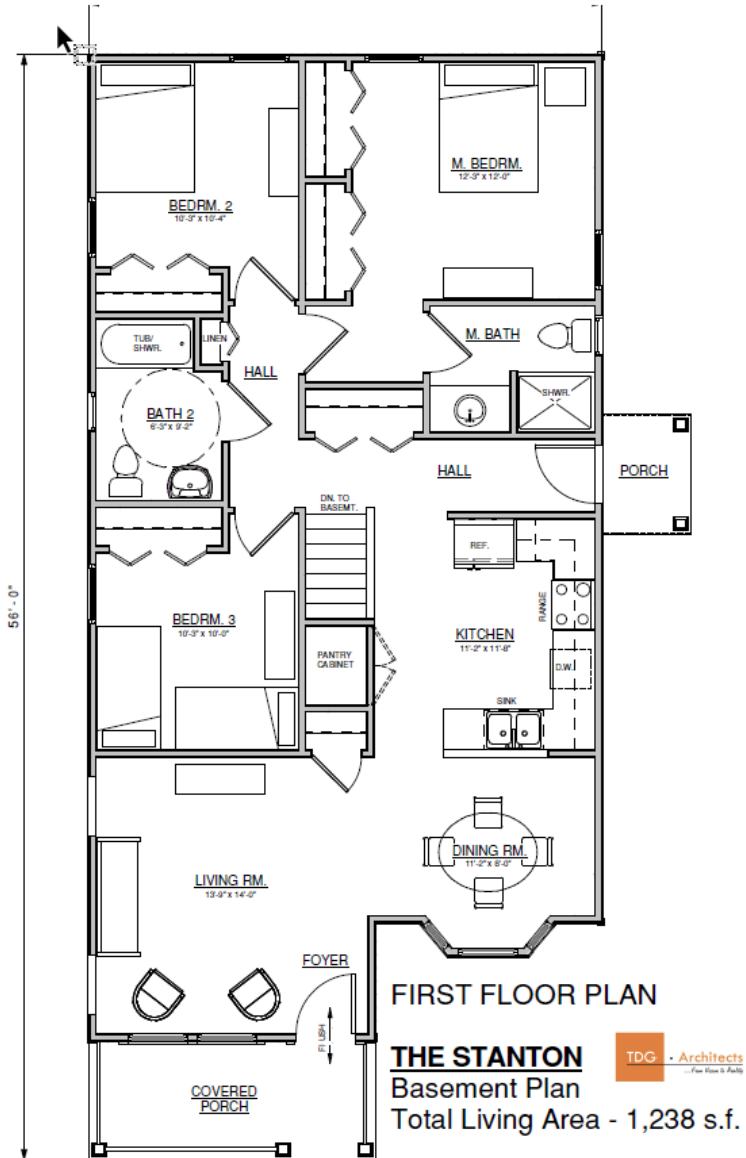 M. BEDRM.
12'-3" x 12'-0"
BEDRM. 2
10'-3" x 10'-4"
TUB/
SHWR.
LINEN
M. BATH
HALL
SHWR.
BATH 2
6'-3" x 9'-2"
HALL
PORCH
DN. TO
BASEMT.
REF.
56'-0"
RANGE
BEDRM. 3
10'-3" x 10'-0"
KITCHEN
11'-2" x 11'-8"
PANTRY
CABINET
D.W.
SINK
DINING RM.
11'-2" x 8'-0"
LIVING RM.
13'-9" x 14'-0"
FOYER
FIRST FLOOR PLAN
FLUSH
THE STANTON
TDG • Architects
...From Vision to Reality
Basement Plan
COVERED
PORCH
Total Living Area - 1,238 s.f.